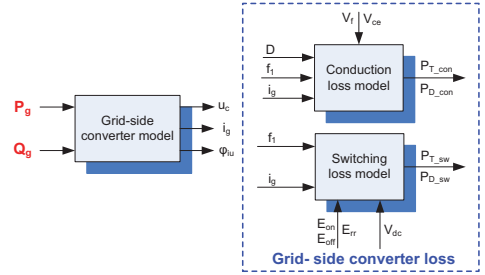 P_g
Q_g
Grid-side
converter model
u_c
i_g
φ_iu
V_f V_ce
D
f_1
i_g
Conduction
loss model
P_T_con
P_D_con
f_1
i_g
Switching
loss model
P_T_sw
P_D_sw
E_on E_rr
E_off
V_dc
Grid- side converter loss